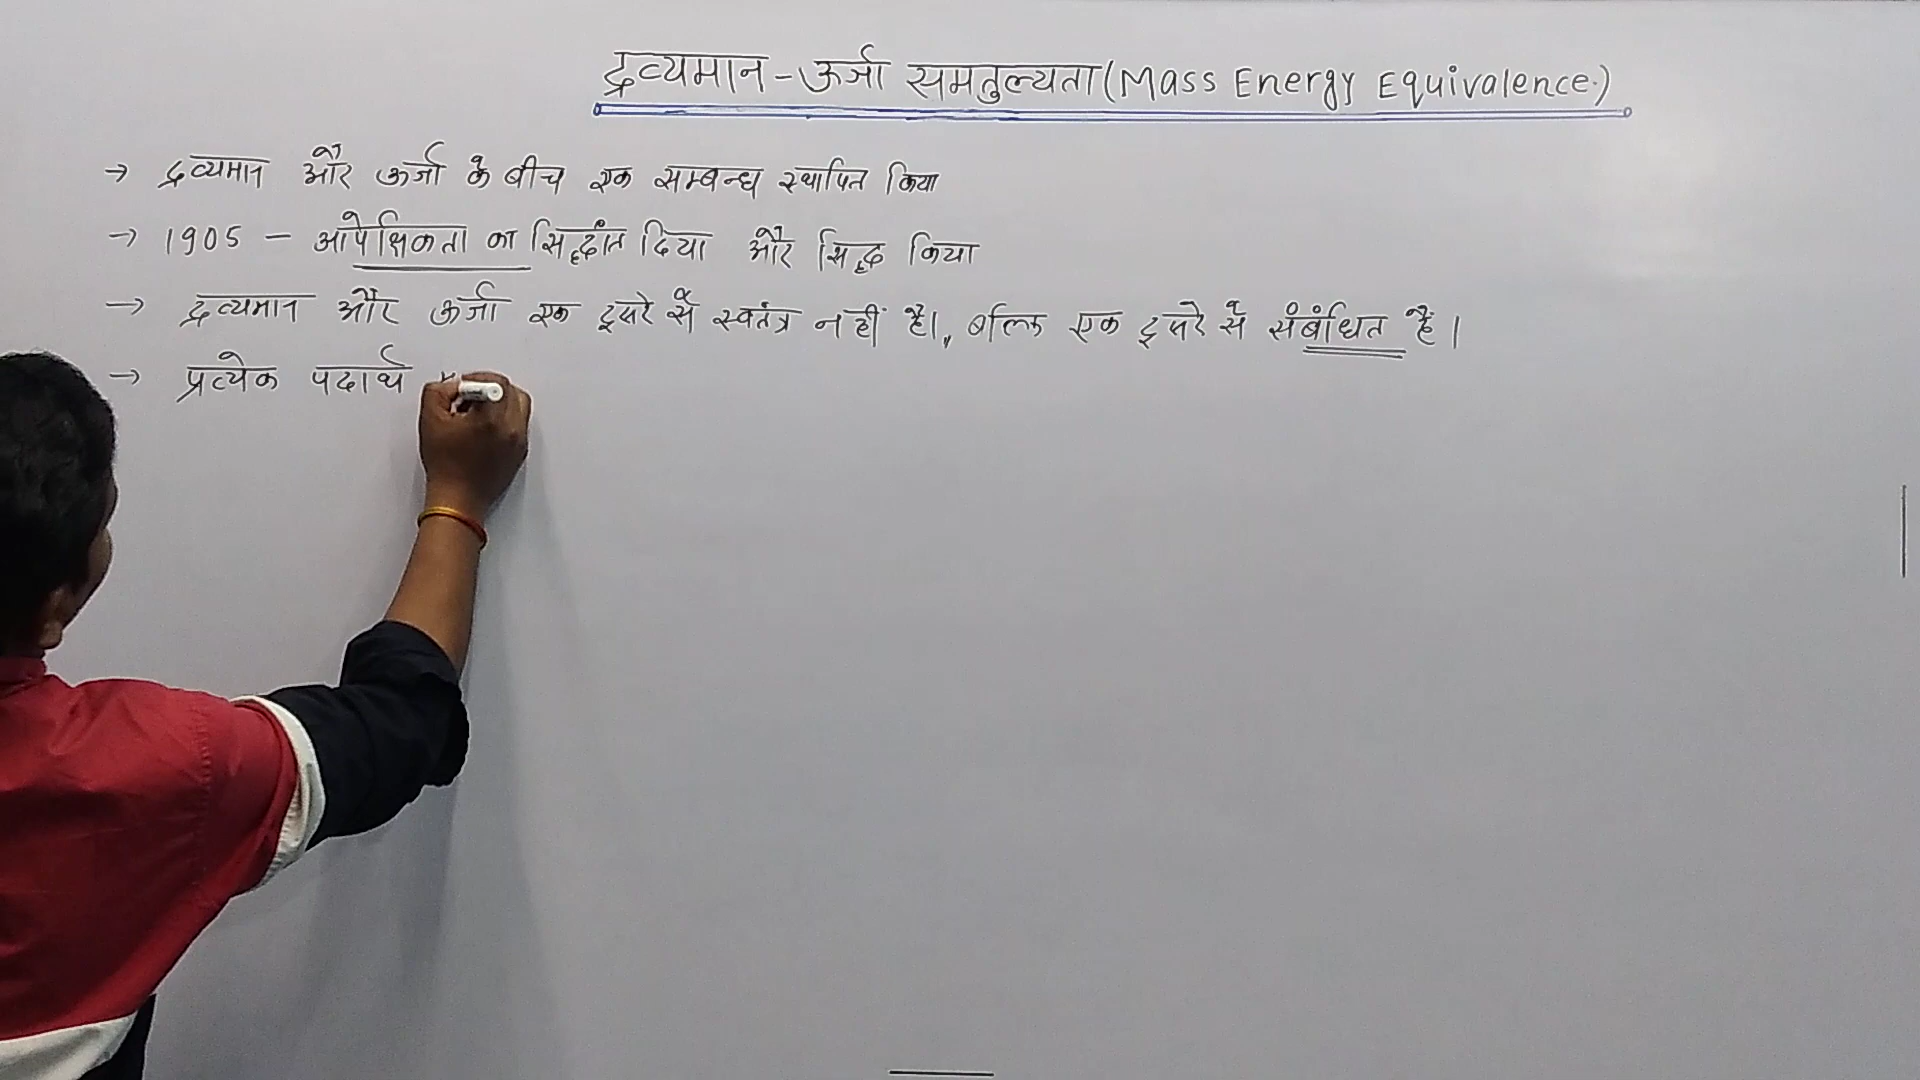 द्रव्यमान - ऊर्जा समतुल्यता (Mass Energy Equivalence.)
→ द्रव्यमान और ऊर्जा के बीच एक सम्बन्ध स्थापित किया
→ 1905 - आपेक्षिकता का सिद्धांत दिया और सिद्ध किया
→ द्रव्यमान और ऊर्जा एक दूसरे से स्वतंत्र नहीं है।, बल्कि एक दूसरे से संबंधित है।
→ प्रत्येक पदार्थ